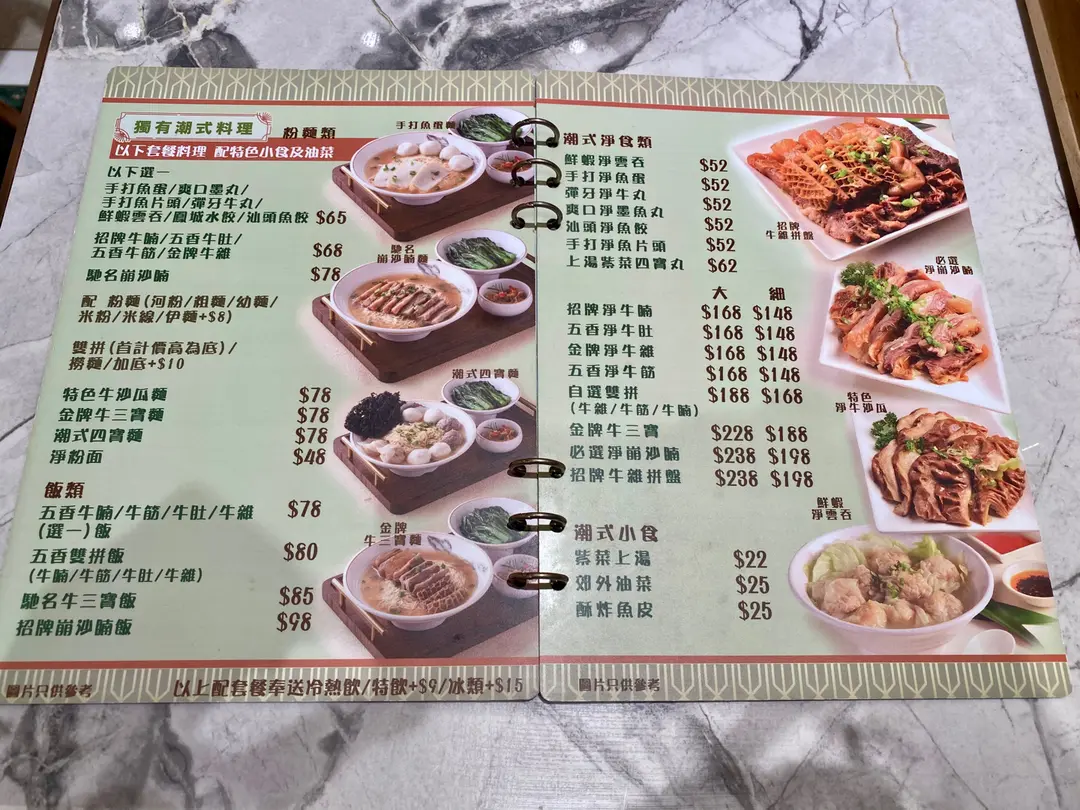 獨有潮式料理 粉麵類
以下套餐料理 配特色小食及油菜
以下選一
手打魚蛋/爽口墨丸/
手打魚片頭/彈牙牛丸/
鮮蝦雲吞/鳳城水餃/汕頭魚餃 $65
招牌牛喃/五香牛肚/
五香牛筋/金牌牛雜 $68
馳名崩沙喃 $78
配 粉麵(河粉/粗麵/幼麵/
米粉/米線/伊麵+$8)
雙拼(首計價高為底)/
撈麵/加底+$10
特色牛沙瓜麵 $78
金牌牛三寶麵 $78
潮式四寶麵 $78
淨粉面 $48
飯類
五香牛喃/牛筋/牛肚/牛雜 $78
(選一)飯
五香雙拼飯 $80
(牛喃/牛筋/牛肚/牛雜)
馳名牛三寶飯 $85
招牌崩沙喃飯 $98
手打魚蛋麵
馳名
崩沙喃麵
潮式四寶麵
金牌
牛三寶麵
圖片只供參考
以上配套餐奉送冷熱飲/特飲+$9/冰類+$15
潮式淨食類
鮮蝦淨雲吞 $52
手打淨魚蛋 $52
彈牙淨牛丸 $52
爽口淨墨魚丸 $52
汕頭淨魚餃 $52
手打淨魚片頭 $52
上湯紫菜四寶丸 $62
大 細
招牌淨牛喃 $168 $148
五香淨牛肚 $168 $148
金牌淨牛雜 $168 $148
五香淨牛筋 $168 $148
自選雙拼 $188 $168
(牛雜/牛筋/牛喃)
金牌牛三寶 $228 $188
必選淨崩沙喃 $238 $198
招牌牛雜拼盤 $238 $198
潮式小食
紫菜上湯 $22
郊外油菜 $25
酥炸魚皮 $25
招牌
牛雜拼盤
必選
淨崩沙喃
特色
淨牛沙瓜
鮮蝦
淨雲吞
圖片只供參考